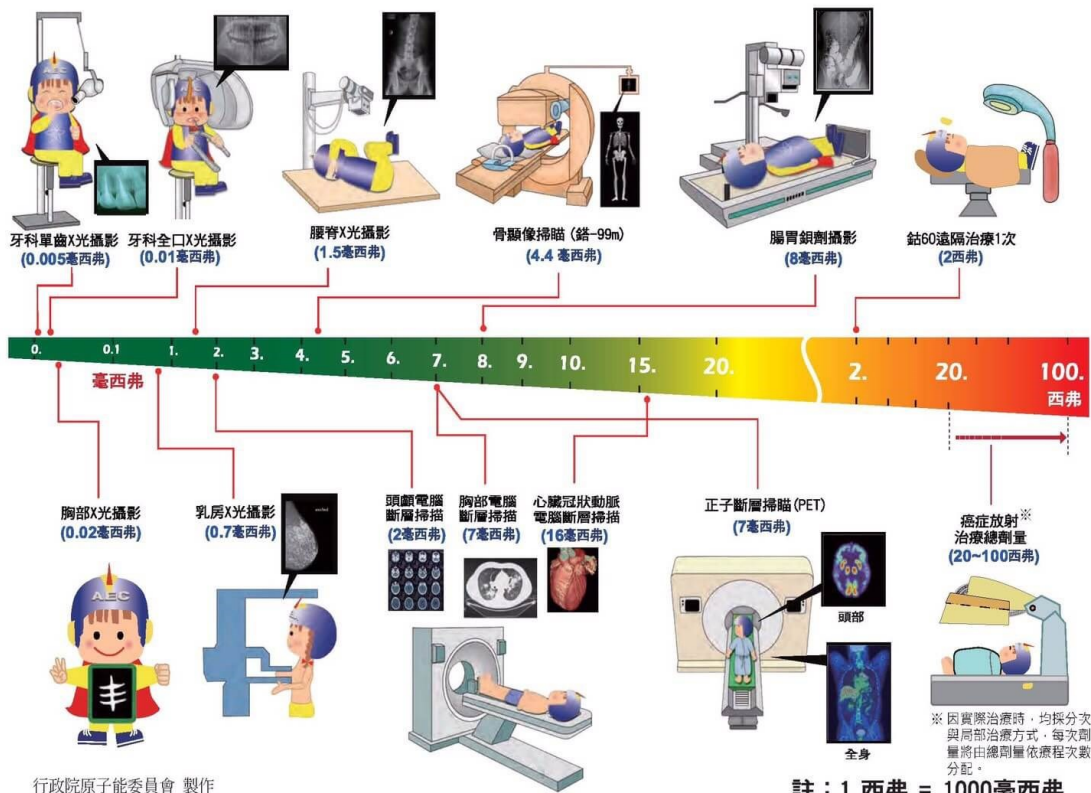 牙科單齒X光攝影
(0.005毫西弗)
牙科全口X光攝影
(0.01毫西弗)
腰脊X光攝影
(1.5毫西弗)
骨顯像掃瞄 (鎝-99m)
(4.4 毫西弗)
腸胃鋇劑攝影
(8毫西弗)
鈷60遠隔治療1次
(2西弗)
0. 0.1 1. 2. 3. 4. 5. 6. 7. 8. 9. 10. 15. 20. 2. 20. 100.
毫西弗
西弗
胸部X光攝影
(0.02毫西弗)
乳房X光攝影
(0.7毫西弗)
頭顱電腦
斷層掃描
(2毫西弗)
胸部電腦
斷層掃描
(7毫西弗)
心臟冠狀動脈
電腦斷層掃描
(16毫西弗)
正子斷層掃瞄(PET)
(7毫西弗)
癌症放射※
治療總劑量
(20~100西弗)
AEC
AEC
頭部
全身
※ 因實際治療時，均採分次
與局部治療方式，每次劑
量將由總劑量依療程次數
分配。
行政院原子能委員會 製作
註：1 西弗 = 1000毫西弗